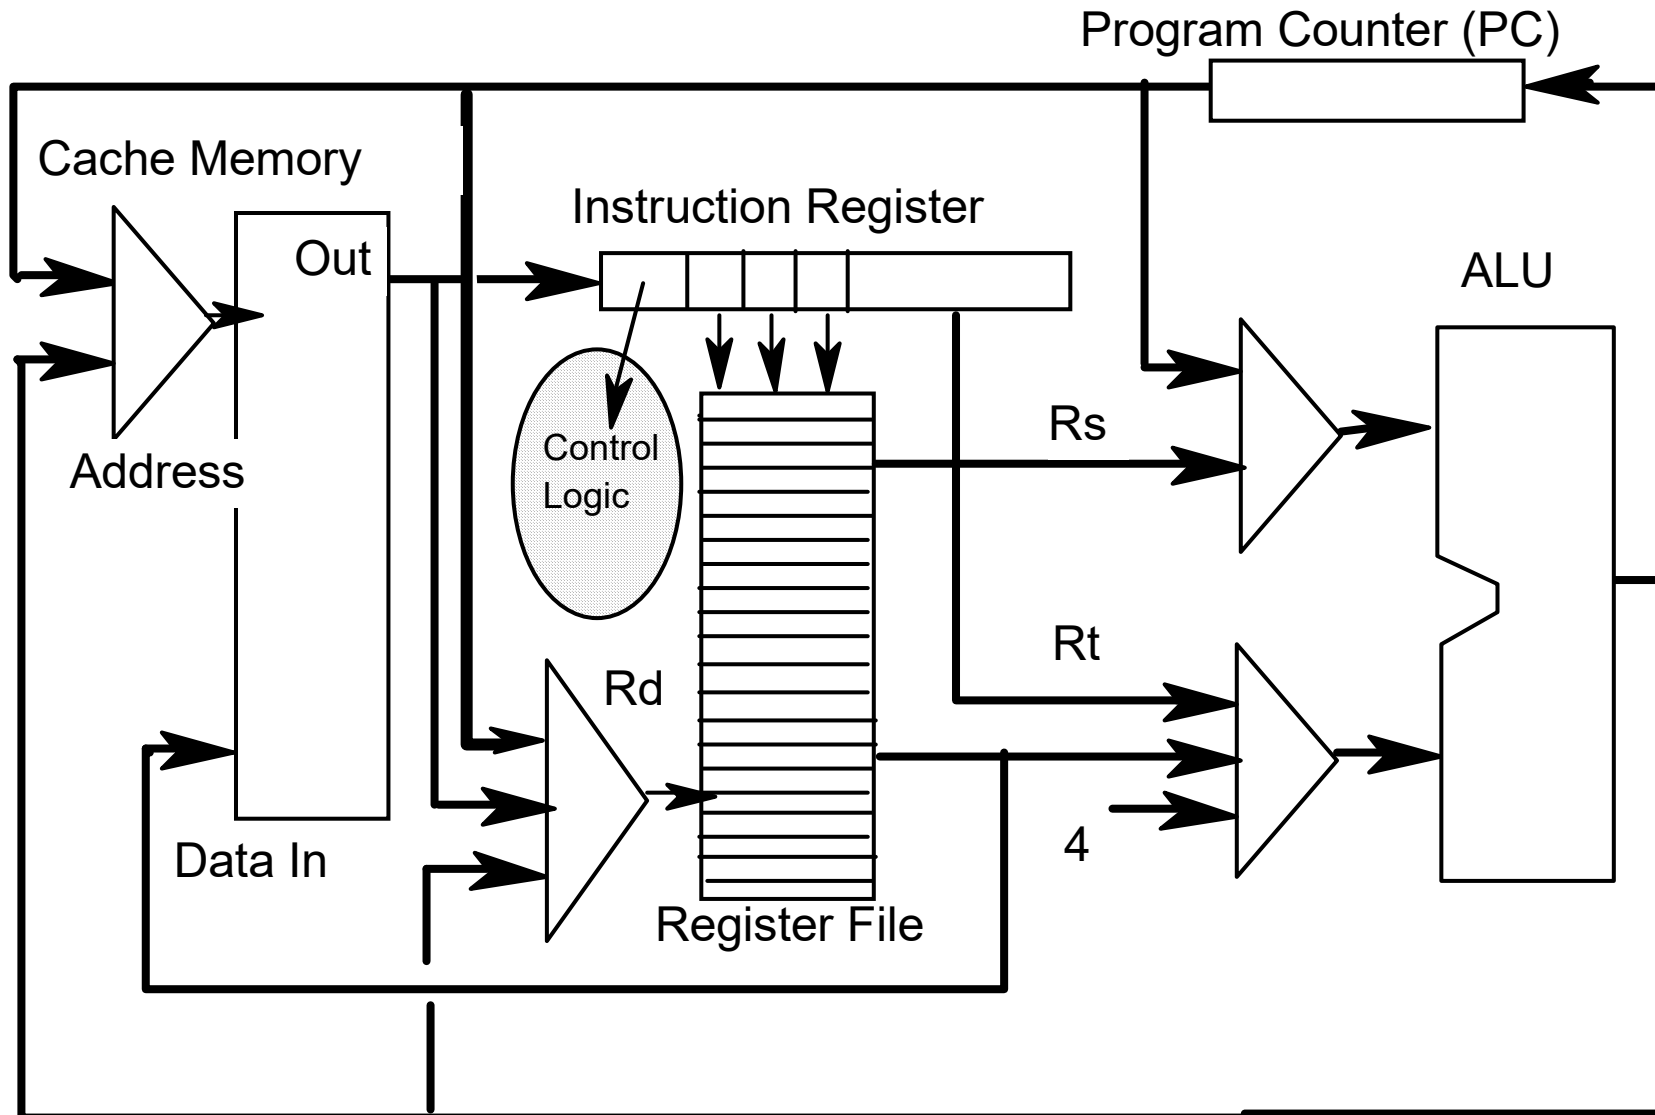 Program Counter (PC)
Cache Memory
Instruction Register
Out
ALU
Control
Logic
Rs
Address
Rt
Rd
4
Data In
Register File